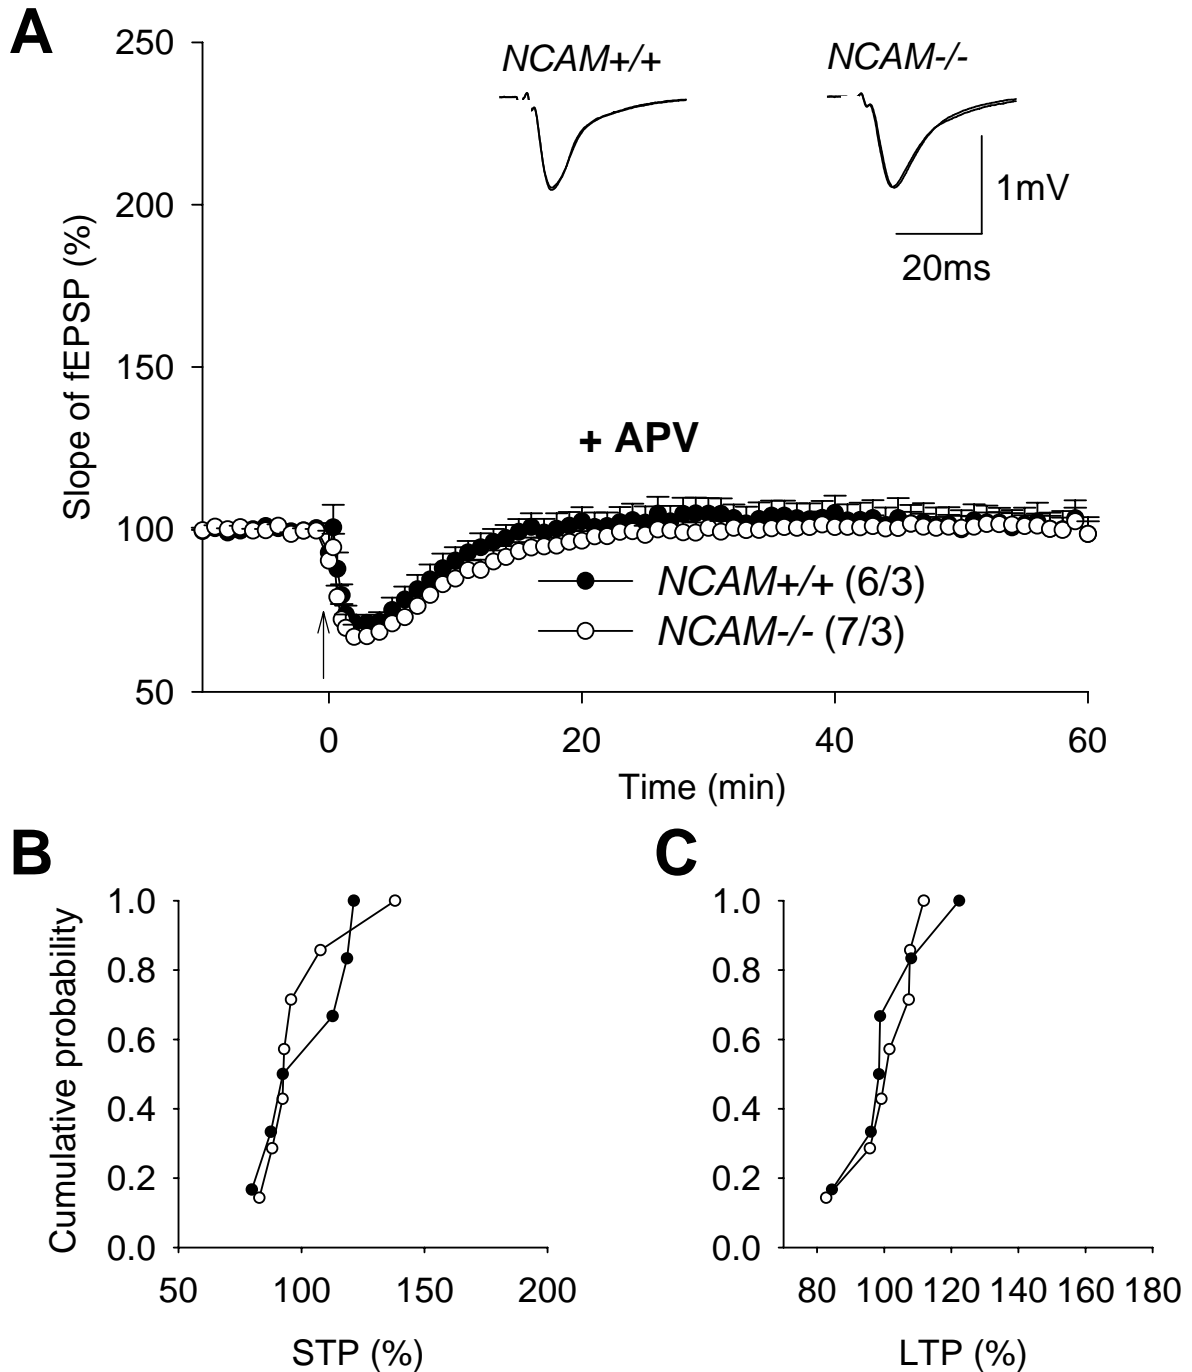 A
250
200
150
100
50
Slope of fEPSP (%)
NCAM+/+
NCAM-/-
1mV
20ms
+ APV
NCAM+/+ (6/3)
NCAM-/- (7/3)
0 20 40 60
Time (min)
B
1.0
0.8
0.6
0.4
0.2
0.0
Cumulative probability
50 100 150 200
STP (%)
C
1.0
0.8
0.6
0.4
0.2
0.0
80 100 120 140 160 180
LTP (%)